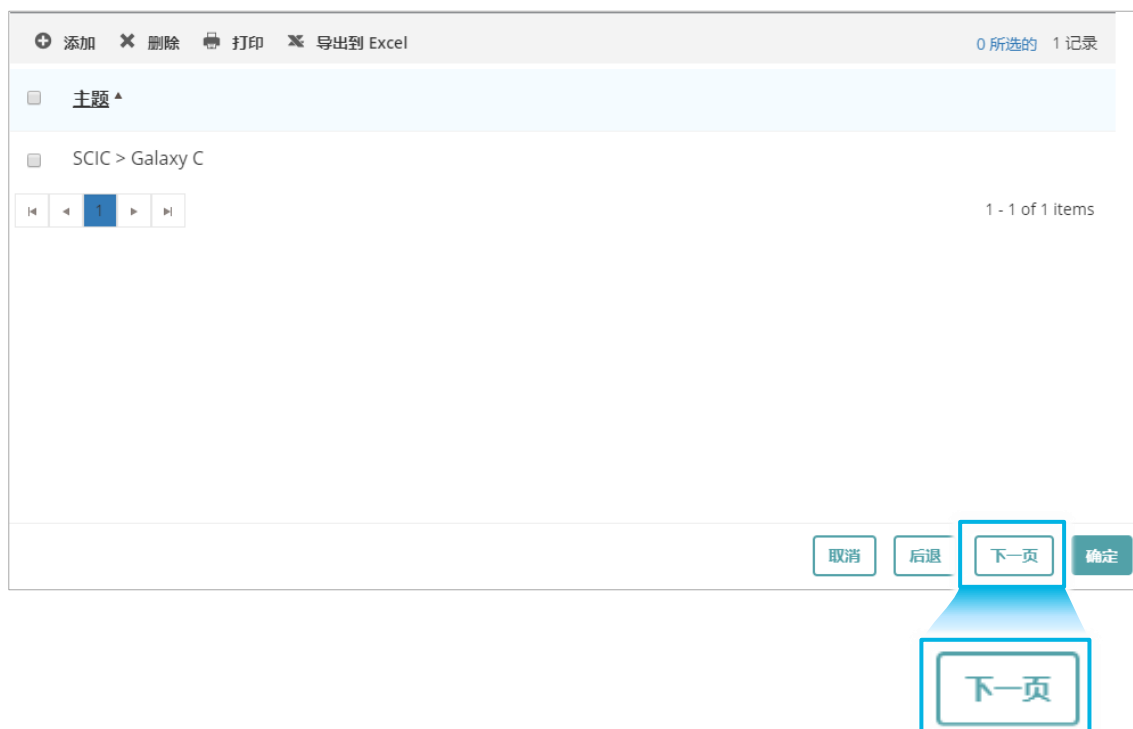 添加 删除 打印 导出到 Excel 0 所选的 1 记录
主题
SCIC > Galaxy C
1 1 - 1 of 1 items
取消 后退 下一页 确定
下一页